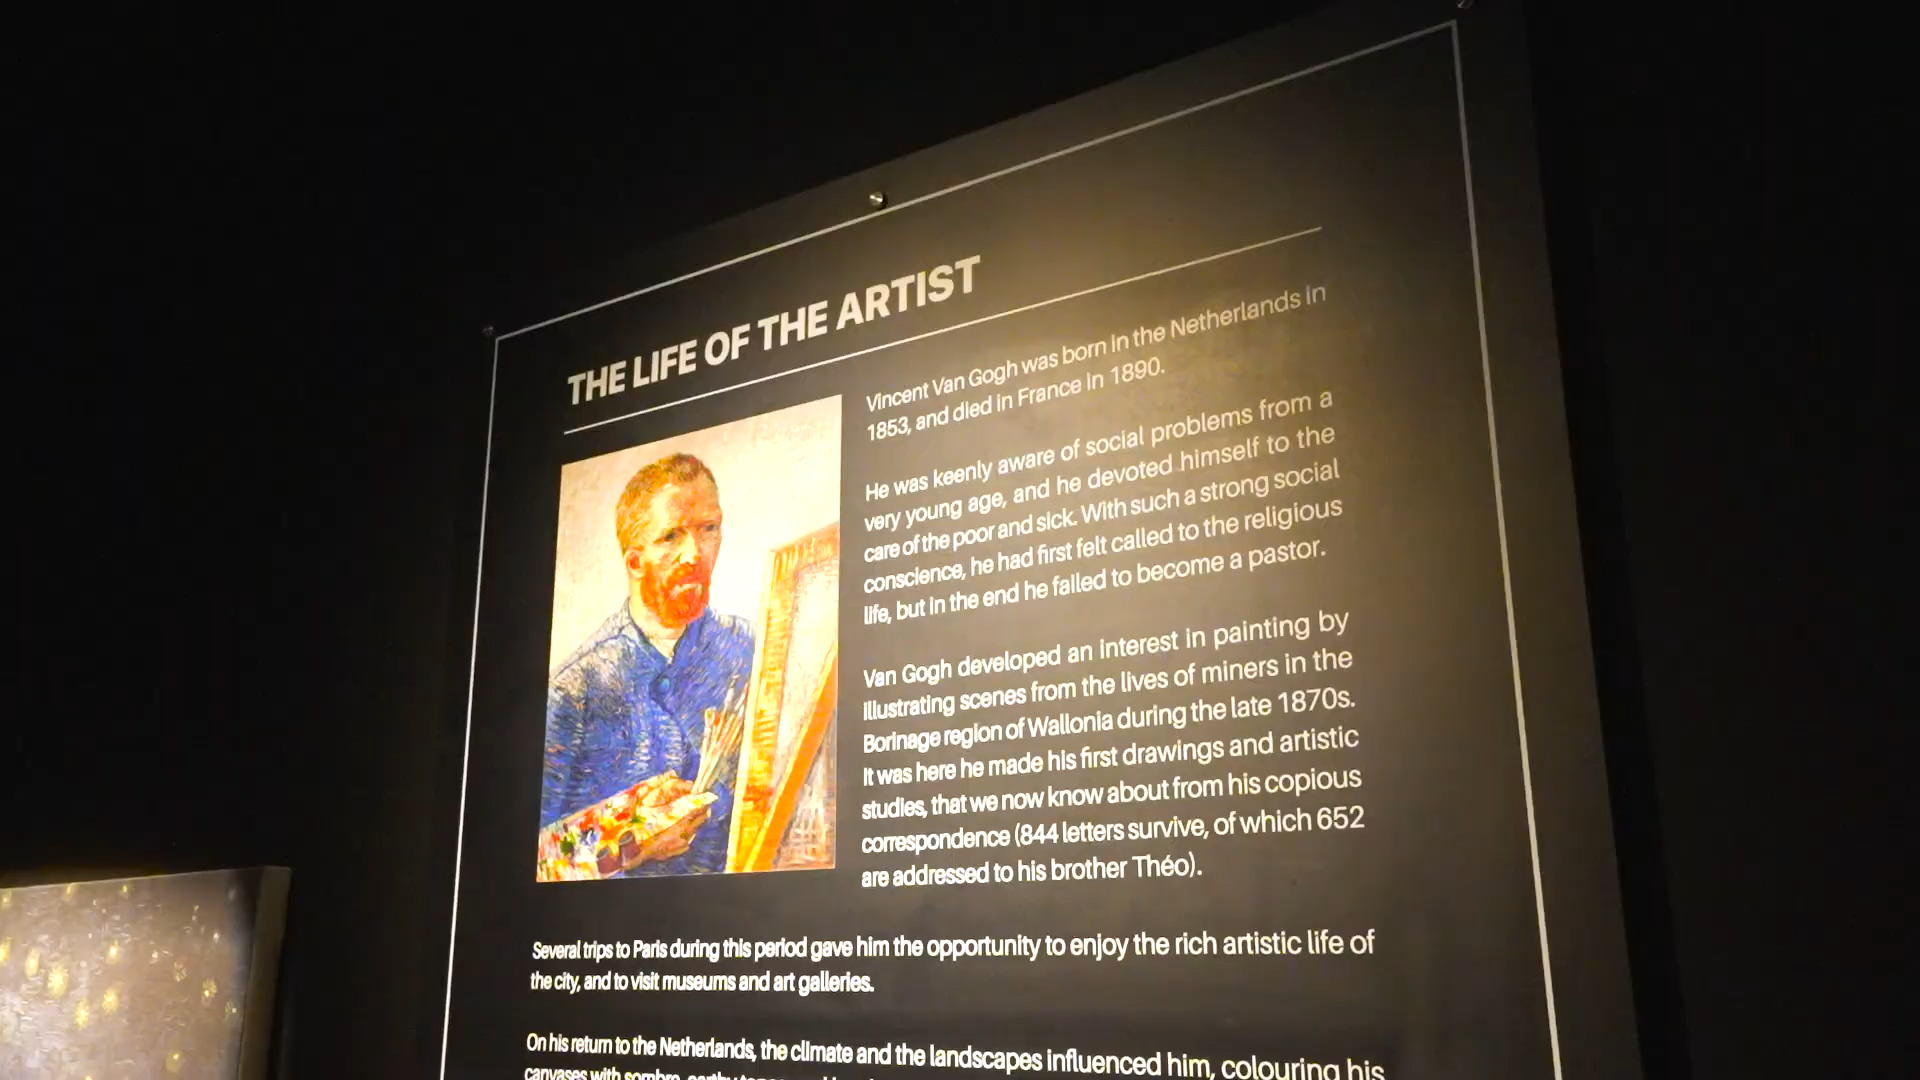 THE LIFE OF THE ARTIST
Vincent Van Gogh was born in the Netherlands in
1853, and died in France in 1890.
He was keenly aware of social problems from a
very young age, and he devoted himself to the
care of the poor and sick. With such a strong social
conscience, he had first felt called to the religious
life, but in the end he failed to become a pastor.
Van Gogh developed an interest in painting by
illustrating scenes from the lives of miners in the
Borinage region of Wallonia during the late 1870s.
It was here he made his first drawings and artistic
studies, that we now know about from his copious
correspondence (844 letters survive, of which 652
are addressed to his brother Théo).
Several trips to Paris during this period gave him the opportunity to enjoy the rich artistic life of
the city, and to visit museums and art galleries.
On his return to the Netherlands, the climate and the landscapes influenced him, colouring his
canvases with sombre, earthy